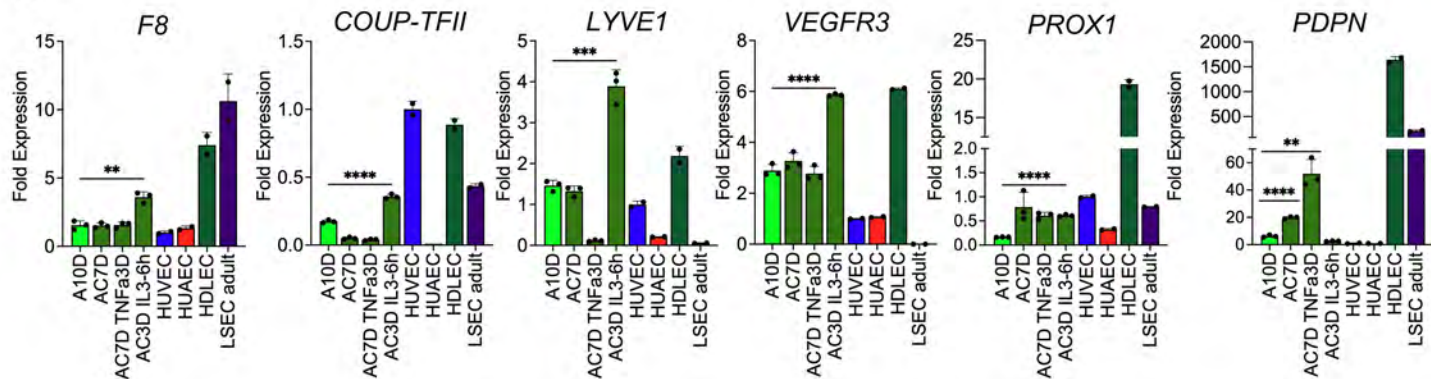 F8
COUP-TFII
LYVE1
VEGFR3
PROX1
PDPN
Fold Expression
15
10
5
0
**
A10D
AC7D
AC7D TNFa3D
AC3D IL3-6h
HUVEC
HUAEC
HDLEC
LSEC adult
Fold Expression
1.5
1.0
0.5
0.0
****
A10D
AC7D
AC7D TNFa3D
AC3D IL3-6h
HUVEC
HUAEC
HDLEC
LSEC adult
Fold Expression
5
4
3
2
1
0
***
A10D
AC7D
AC7D TNFa3D
AC3D IL3-6h
HUVEC
HUAEC
HDLEC
LSEC adult
Fold Expression
8
6
4
2
0
****
A10D
AC7D
AC7D TNFa3D
AC3D IL3-6h
HUVEC
HUAEC
HDLEC
LSEC adult
Fold Expression
25
20
15
10
5
1.5
1.0
0.5
0.0
****
A10D
AC7D
AC7D TNFa3D
AC3D IL3-6h
HUVEC
HUAEC
HDLEC
LSEC adult
Fold Expression
2000
1500
1000
500
60
40
20
0
**
****
A10D
AC7D
AC7D TNFa3D
AC3D IL3-6h
HUVEC
HUAEC
HDLEC
LSEC adult